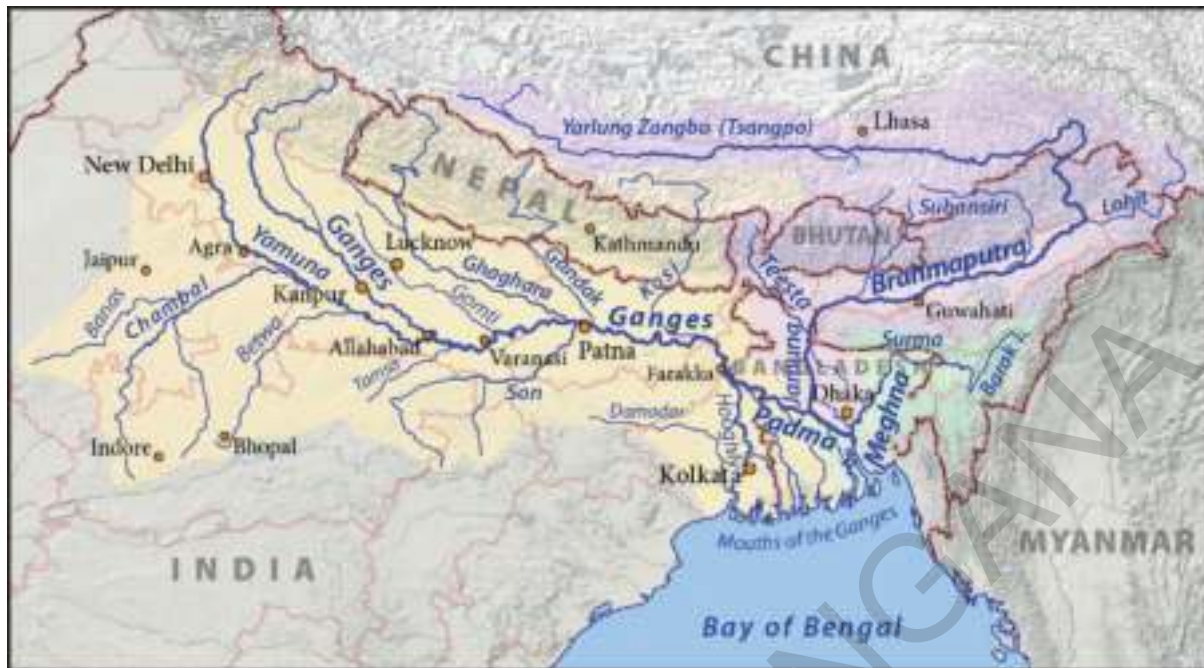 CHINA
Yarlung Zangbo (Tsangpo)
Lhasa
New Delhi
NEPAL
Subansiri
Lohit
Agra
Yamuna
Ganges
Lucknow
Kathmandu
BHUTAN
Jaipur
Ghaghara
Gandak
Kosi
Teesta
Brahmaputra
Banas
Chambal
Kanpur
Gomti
Ganges
Guwahati
Betwa
Allahabad
Varanasi
Patna
Jamuna
Surma
Tamsa
Son
Farakka
BANGLADESH
Barak
Dhaka
Meghna
Damodar
Hooghly
Padma
Indore
Bhopal
Kolkata
Mouths of the Ganges
INDIA
MYANMAR
Bay of Bengal
NGANA